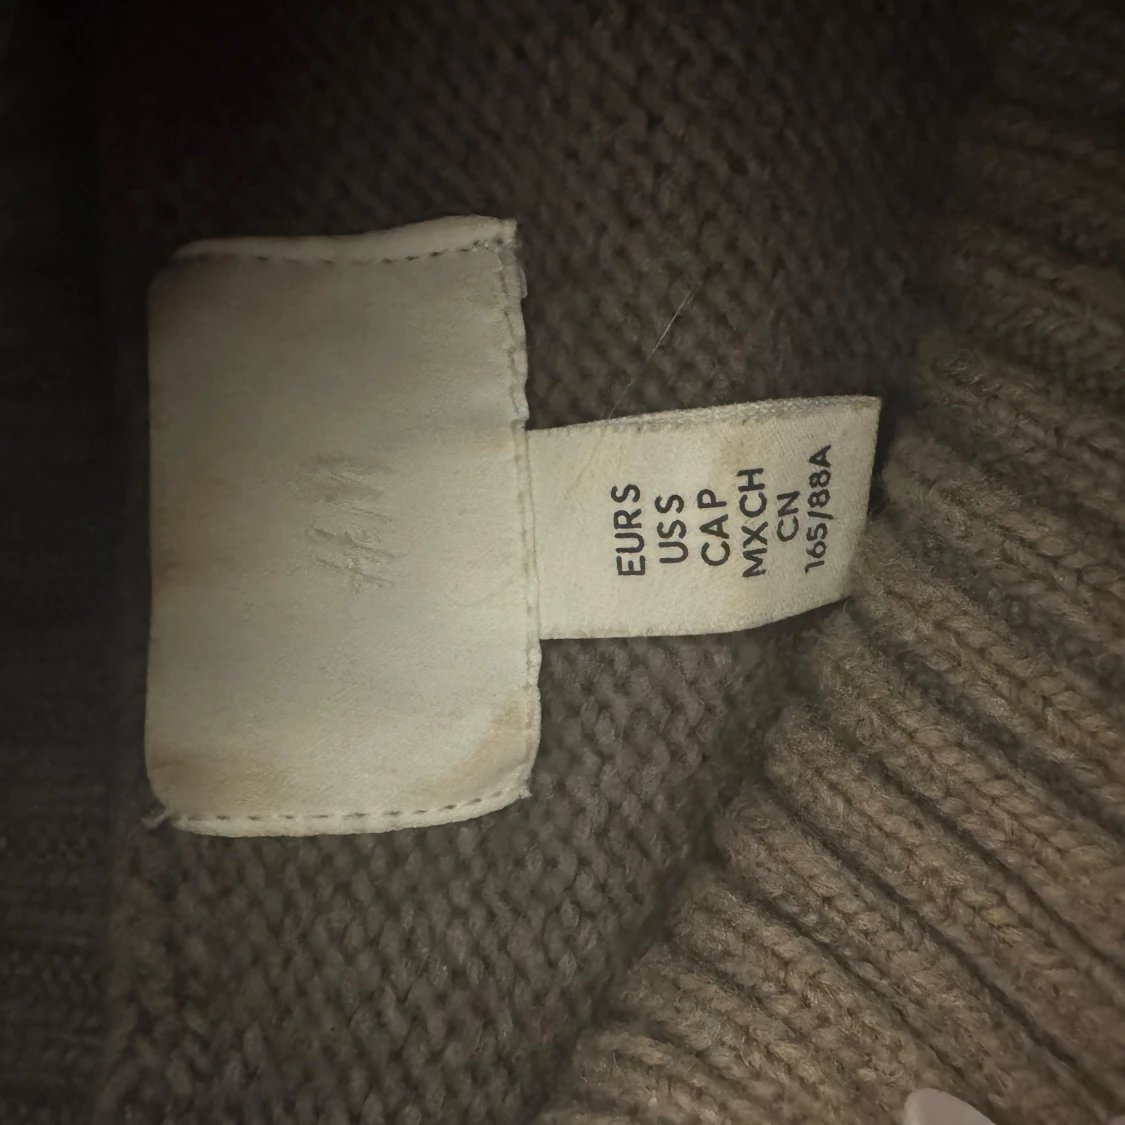 H&M
EUR S
US S
CA P
MX CH
CN
165/88A